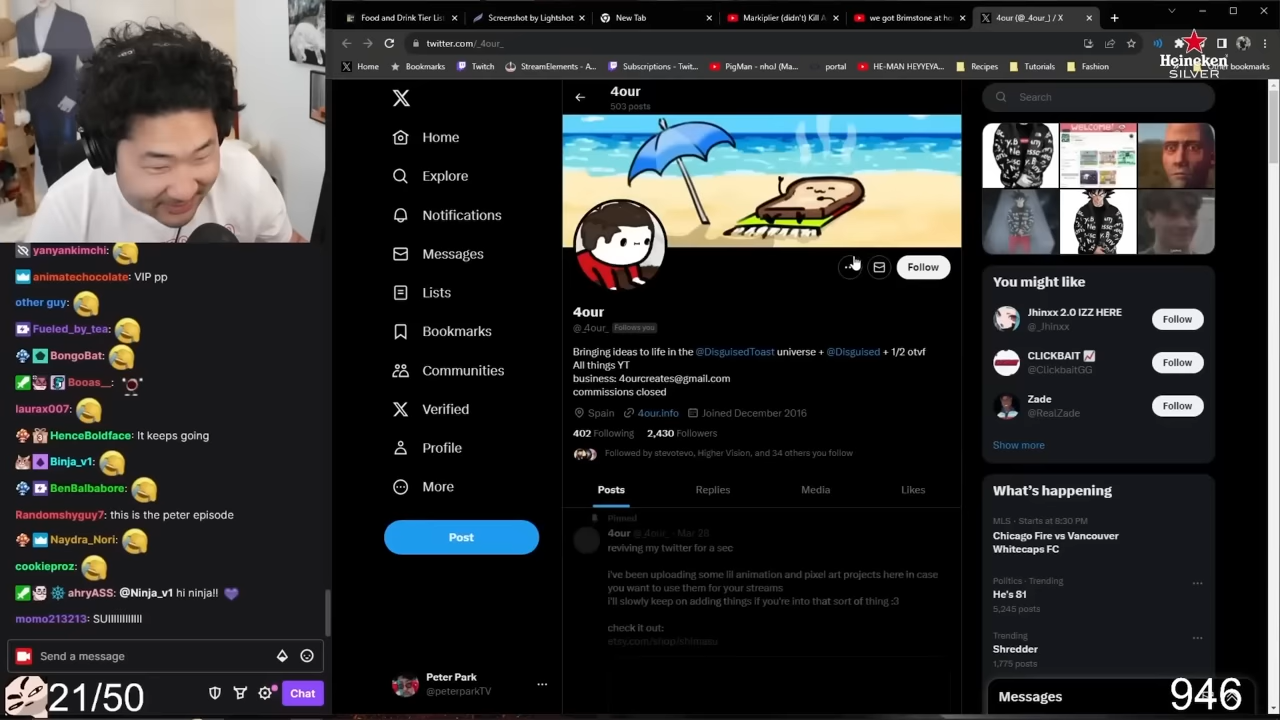 Food and Drink Tier Lis
Screenshot by Lightshot
New Tab
Markiplier (didn't) Kill A
we got Brimstone at ho
4our (@_4our_) / X
twitter.com/_4our_
Home
Bookmarks
Twitch
StreamElements - A...
Subscriptions - Twit...
PigMan - nhoJ (Ma...
portal
HE-MAN HEYYEYA...
Recipes
Tutorials
Fashion
Other bookmarks
Heineken
SILVER
yanyankimchi:
animatechocolate: VIP pp
other guy:
Fueled_by_tea:
BongoBat:
Booas__:
laurax007:
HenceBoldface: It keeps going
Binja_v1:
BenBalbabore:
Randomshyguy7: this is the peter episode
Naydra_Nori:
cookieproz:
ahryASS: @Ninja_v1 hi ninja!!
momo213213: SUIIIIIIIIIII
Send a message
21/50
Chat
Home
Explore
Notifications
Messages
Lists
Bookmarks
Communities
Verified
Profile
More
Post
Peter Park
@peterparkTV
4our
503 posts
Follow
4our
@_4our_ Follows you
Bringing ideas to life in the @DisguisedToast universe + @Disguised + 1/2 otvf
All things YT
business: 4ourcreates@gmail.com
commissions closed
Spain 4our.info Joined December 2016
402 Following 2,430 Followers
Followed by stevotevo, Higher Vision, and 34 others you follow
Posts
Replies
Media
Likes
Pinned
4our @_4our_ · Mar 28
reviving my twitter for a sec
i've been uploading some lil animation and pixel art projects here in case
you want to use them for your streams
i'll slowly keep on adding things if you're into that sort of thing :3
check it out:
etsy.com/shop/shimasu
Search
WELCOME!
You might like
Jhinxx 2.0 IZZ HERE
@_Jhinxx
Follow
CLICKBAIT
@ClickbaitGG
Follow
Zade
@RealZade
Follow
Show more
What's happening
MLS · Starts at 8:30 PM
Chicago Fire vs Vancouver
Whitecaps FC
Politics · Trending
He's 81
5,245 posts
Trending
Shredder
1,775 posts
Messages
946